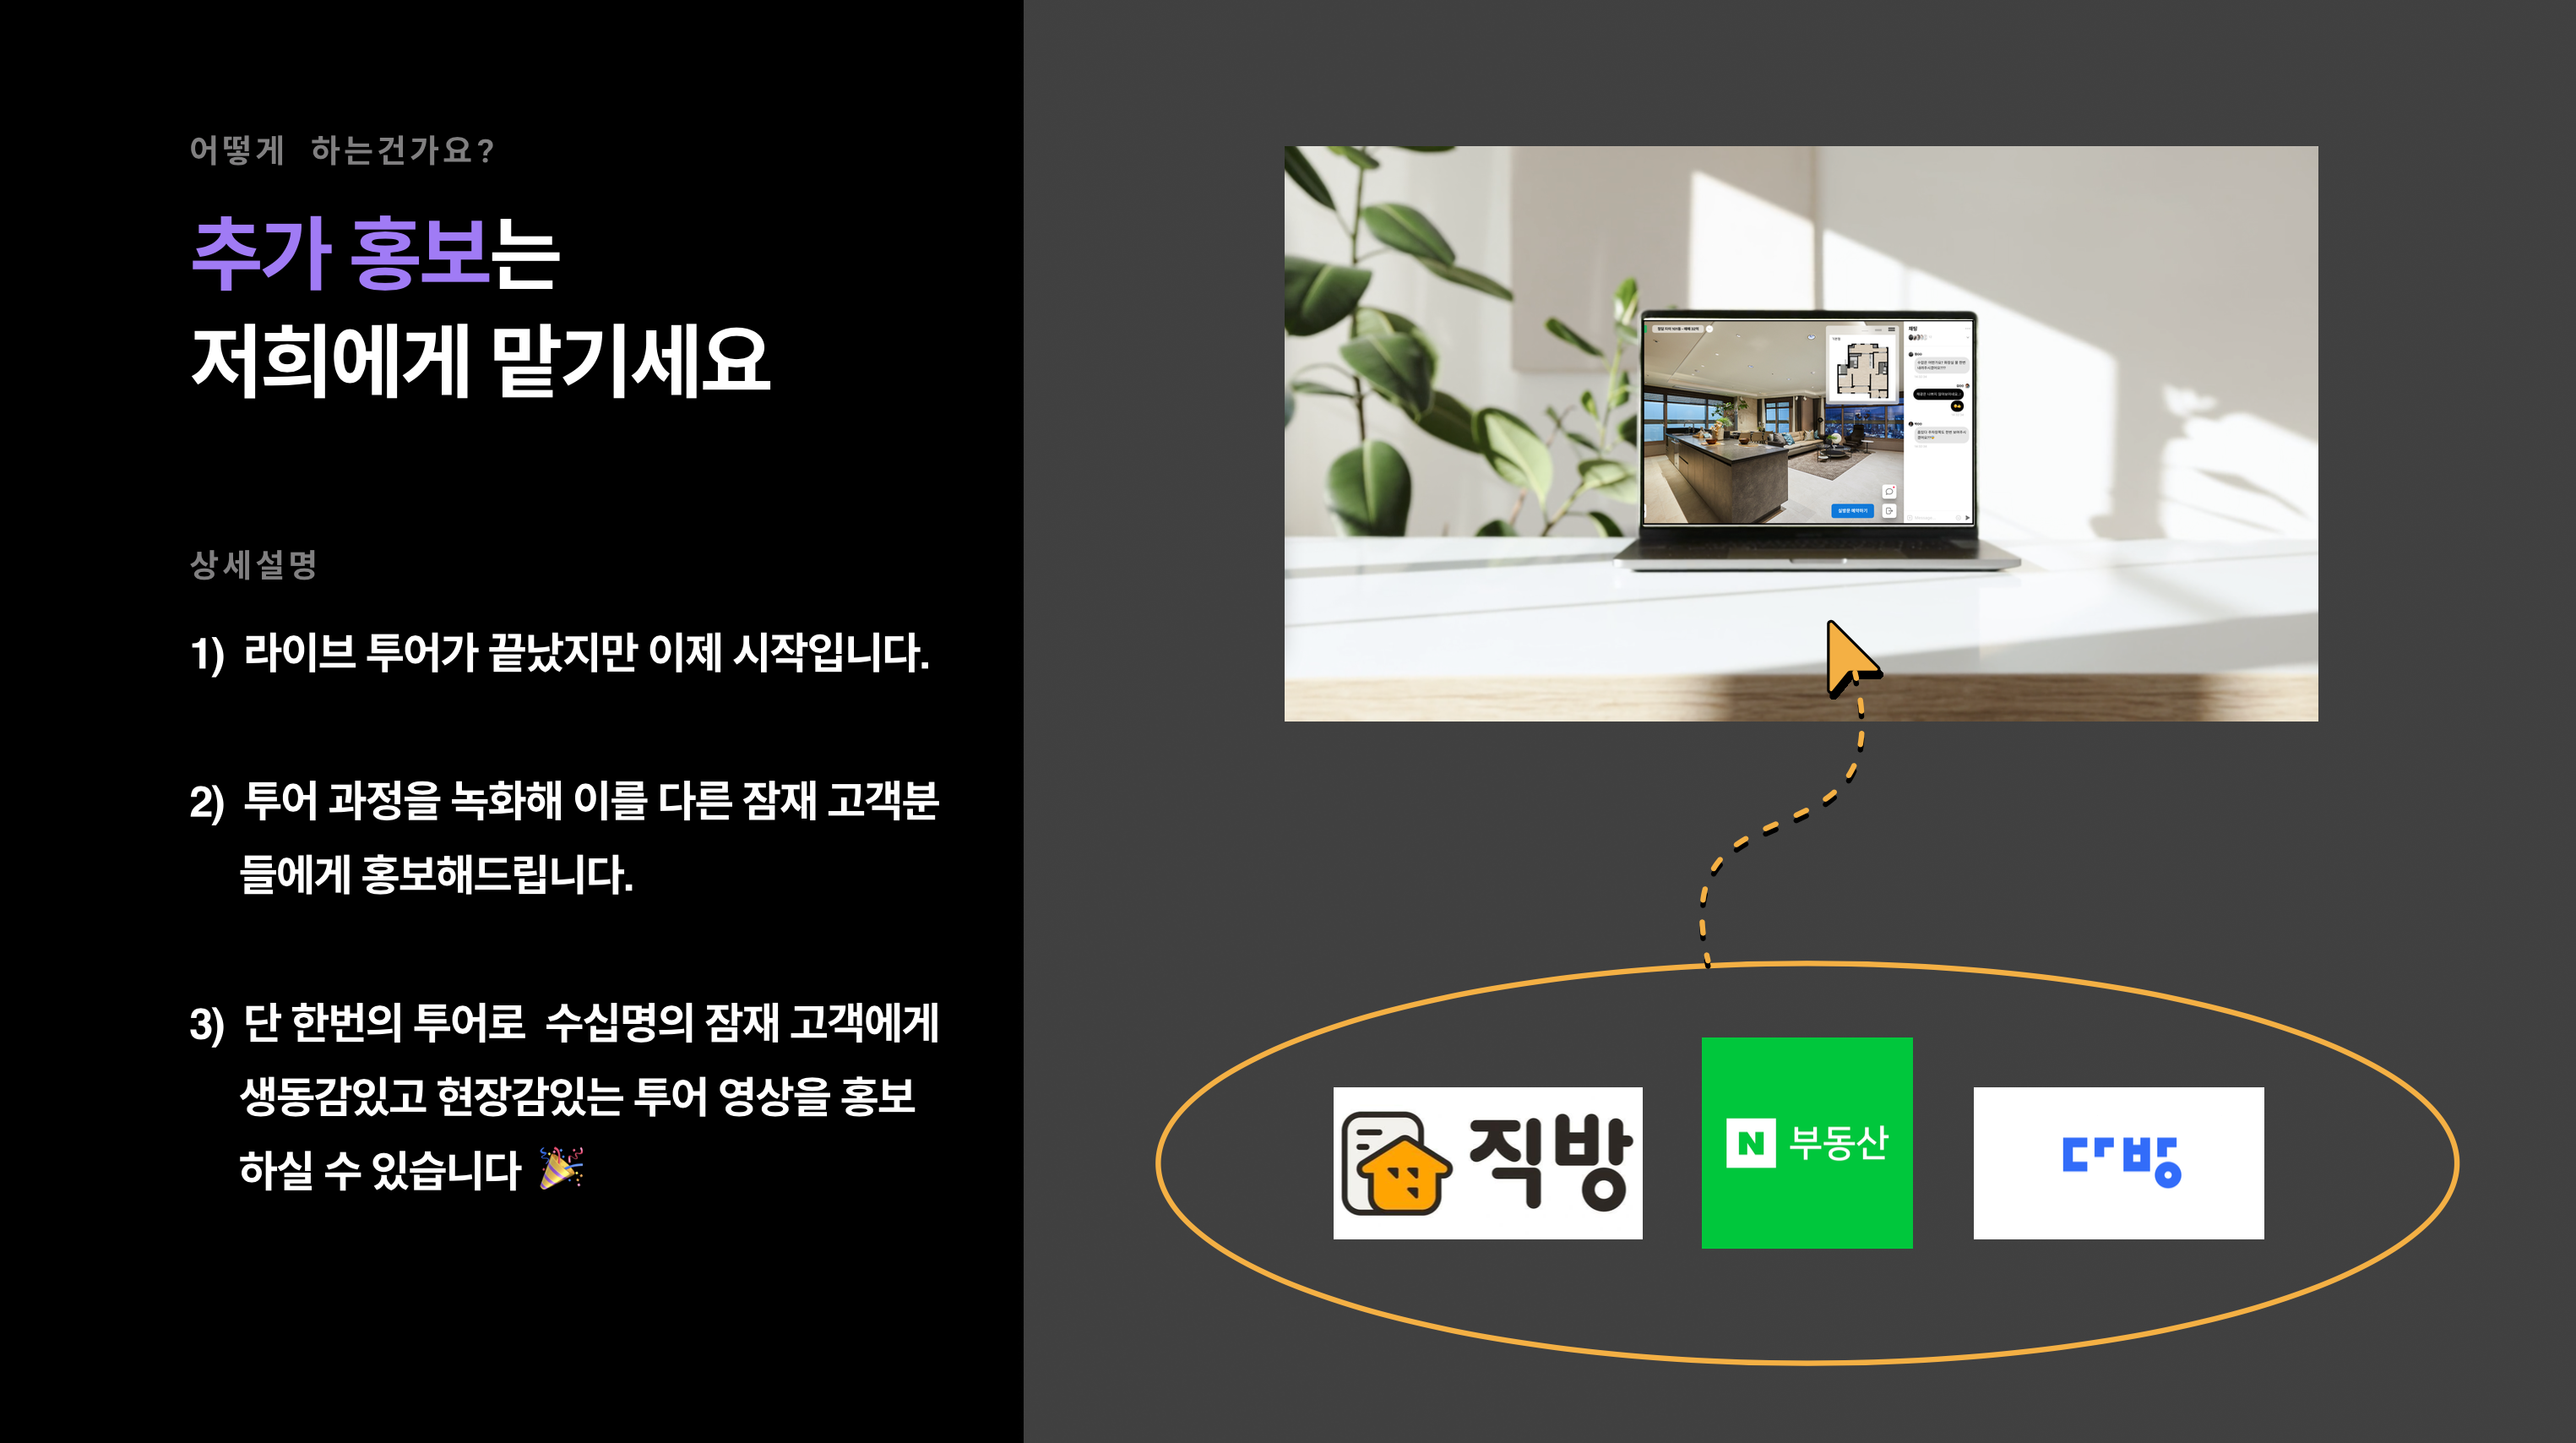 어떻게 하는건가요?
추가 홍보는
저희에게 맡기세요
상세설명
1) 라이브 투어가 끝났지만 이제 시작입니다.
2) 투어 과정을 녹화해 이를 다른 잠재 고객분
들에게 홍보해드립니다.
3) 단 한번의 투어로 수십명의 잠재 고객에게
생동감있고 현장감있는 투어 영상을 홍보
하실 수 있습니다 🎉
채팅
직방
N 부동산
다방